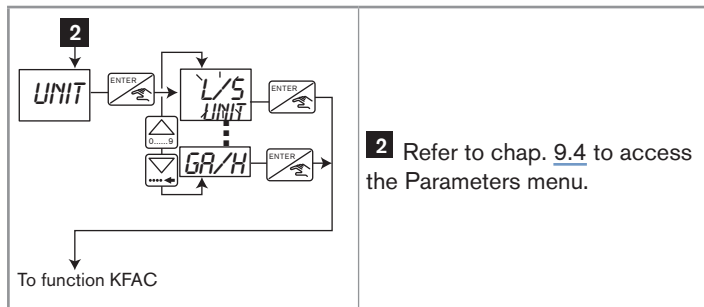 2
UNIT
ENTER
L/S
UNIT
ENTER
0......9
GA/H
ENTER
To function KFAC
2 Refer to chap. 9.4 to access
the Parameters menu.